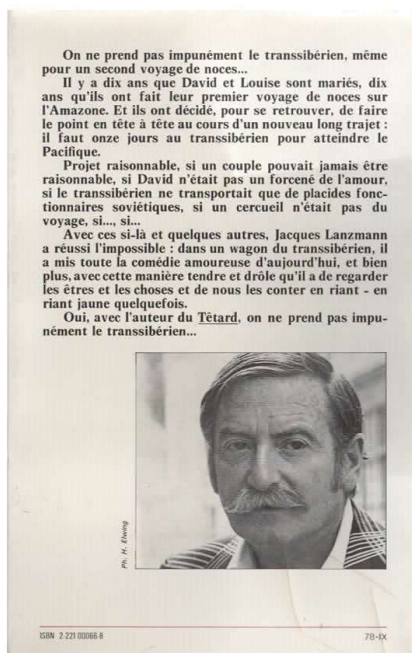 On ne prend pas impunément le transsibérien, même
pour un second voyage de noces...
Il y a dix ans que David et Louise sont mariés, dix
ans qu'ils ont fait leur premier voyage de noces sur
l'Amazone. Et ils ont décidé, pour se retrouver, de faire
le point en tête à tête au cours d'un nouveau long trajet :
il faut onze jours au transsibérien pour atteindre le
Pacifique.
Projet raisonnable, si un couple pouvait jamais être
raisonnable, si David n'était pas un forcené de l'amour,
si le transsibérien ne transportait que de placides fonc-
tionnaires soviétiques, si un cercueil n'était pas du
voyage, si..., si...
Avec ces si-là et quelques autres, Jacques Lanzmann
a réussi l'impossible : dans un wagon du transsibérien, il
a mis toute la comédie amoureuse d'aujourd'hui, et bien
plus, avec cette manière tendre et drôle qu'il a de regarder
les êtres et les choses et de nous les conter en riant - en
riant jaune quelquefois.
Oui, avec l'auteur du Têtard, on ne prend pas impu-
nément le transsibérien...
Ph. H. Elwing
ISBN 2-221 00066-8
78-IX